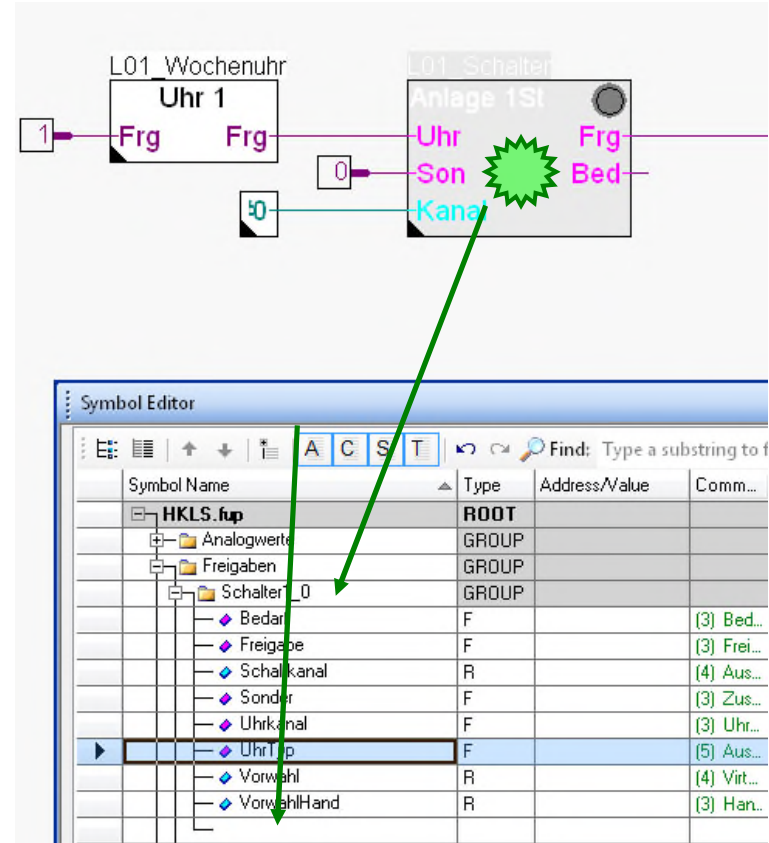 L01_Wochenuhr
L01_Schalter
Uhr 1
Anlage 1St
1
Frg
Frg
Uhr
Frg
0
Son
Bed
Kanal
Symbol Editor
A C S T Find: Type a substring to f
Symbol Name Type Address/Value Comm...
HKLS.fup ROOT
Analogwerte GROUP
Freigaben GROUP
GROUP
Bedarf F (3) Bed...
Freigabe F (3) Frei...
Schaltkanal R (4) Aus...
Sonder F (3) Zus...
Uhrkanal F (3) Uhr...
UhrTyp F (5) Aus...
Vorwahl R (4) Virt...
VorwahlHand R (3) Han...